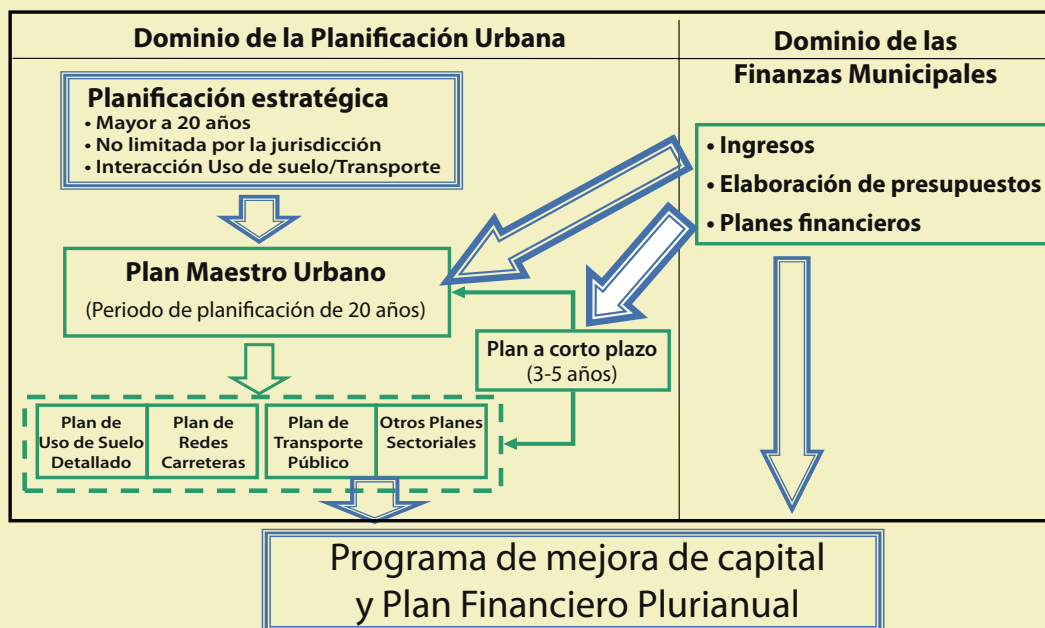 Dominio de la Planificación Urbana
Dominio de las
Finanzas Municipales
Planificación estratégica
• Mayor a 20 años
• No limitada por la jurisdicción
• Interacción Uso de suelo/Transporte
• Ingresos
• Elaboración de presupuestos
• Planes financieros
Plan Maestro Urbano
(Periodo de planificación de 20 años)
Plan a corto plazo
(3-5 años)
Plan de
Uso de Suelo
Detallado
Plan de
Redes
Carreteras
Plan de
Transporte
Público
Otros Planes
Sectoriales
Programa de mejora de capital
y Plan Financiero Plurianual